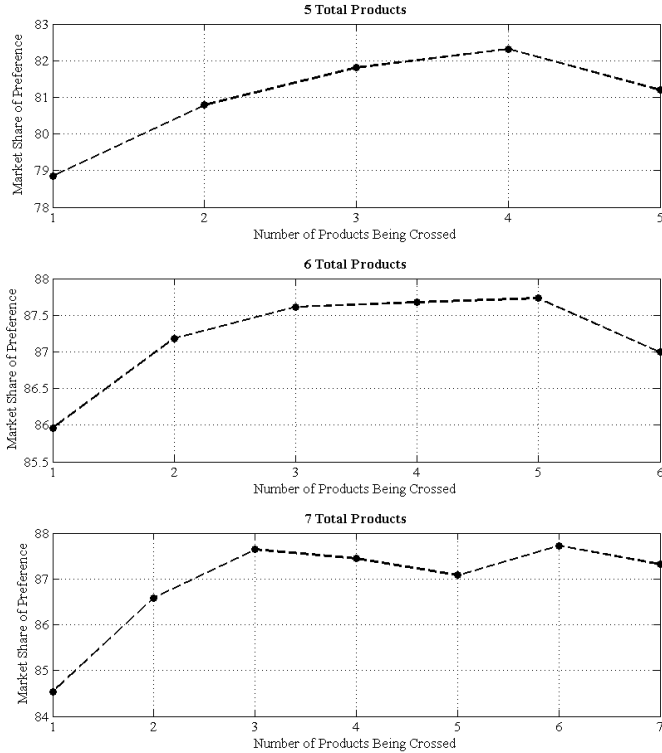 5 Total Products
83
82
81
80
79
78
Market Share of Preference
1 2 3 4 5
Number of Products Being Crossed
6 Total Products
88
87.5
87
86.5
86
85.5
Market Share of Preference
1 2 3 4 5 6
Number of Products Being Crossed
7 Total Products
88
87
86
85
84
Market Share of Preference
1 2 3 4 5 6 7
Number of Products Being Crossed